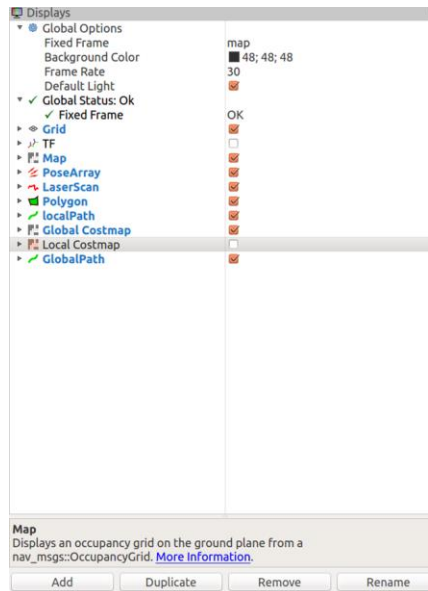 Displays
Global Options
Fixed Frame map
Background Color 48; 48; 48
Frame Rate 30
Default Light
Global Status: Ok
Fixed Frame OK
Grid
TF
Map
PoseArray
LaserScan
Polygon
localPath
Global Costmap
Local Costmap
GlobalPath
Map
Displays an occupancy grid on the ground plane from a
nav_msgs::OccupancyGrid. More Information.
Add Duplicate Remove Rename